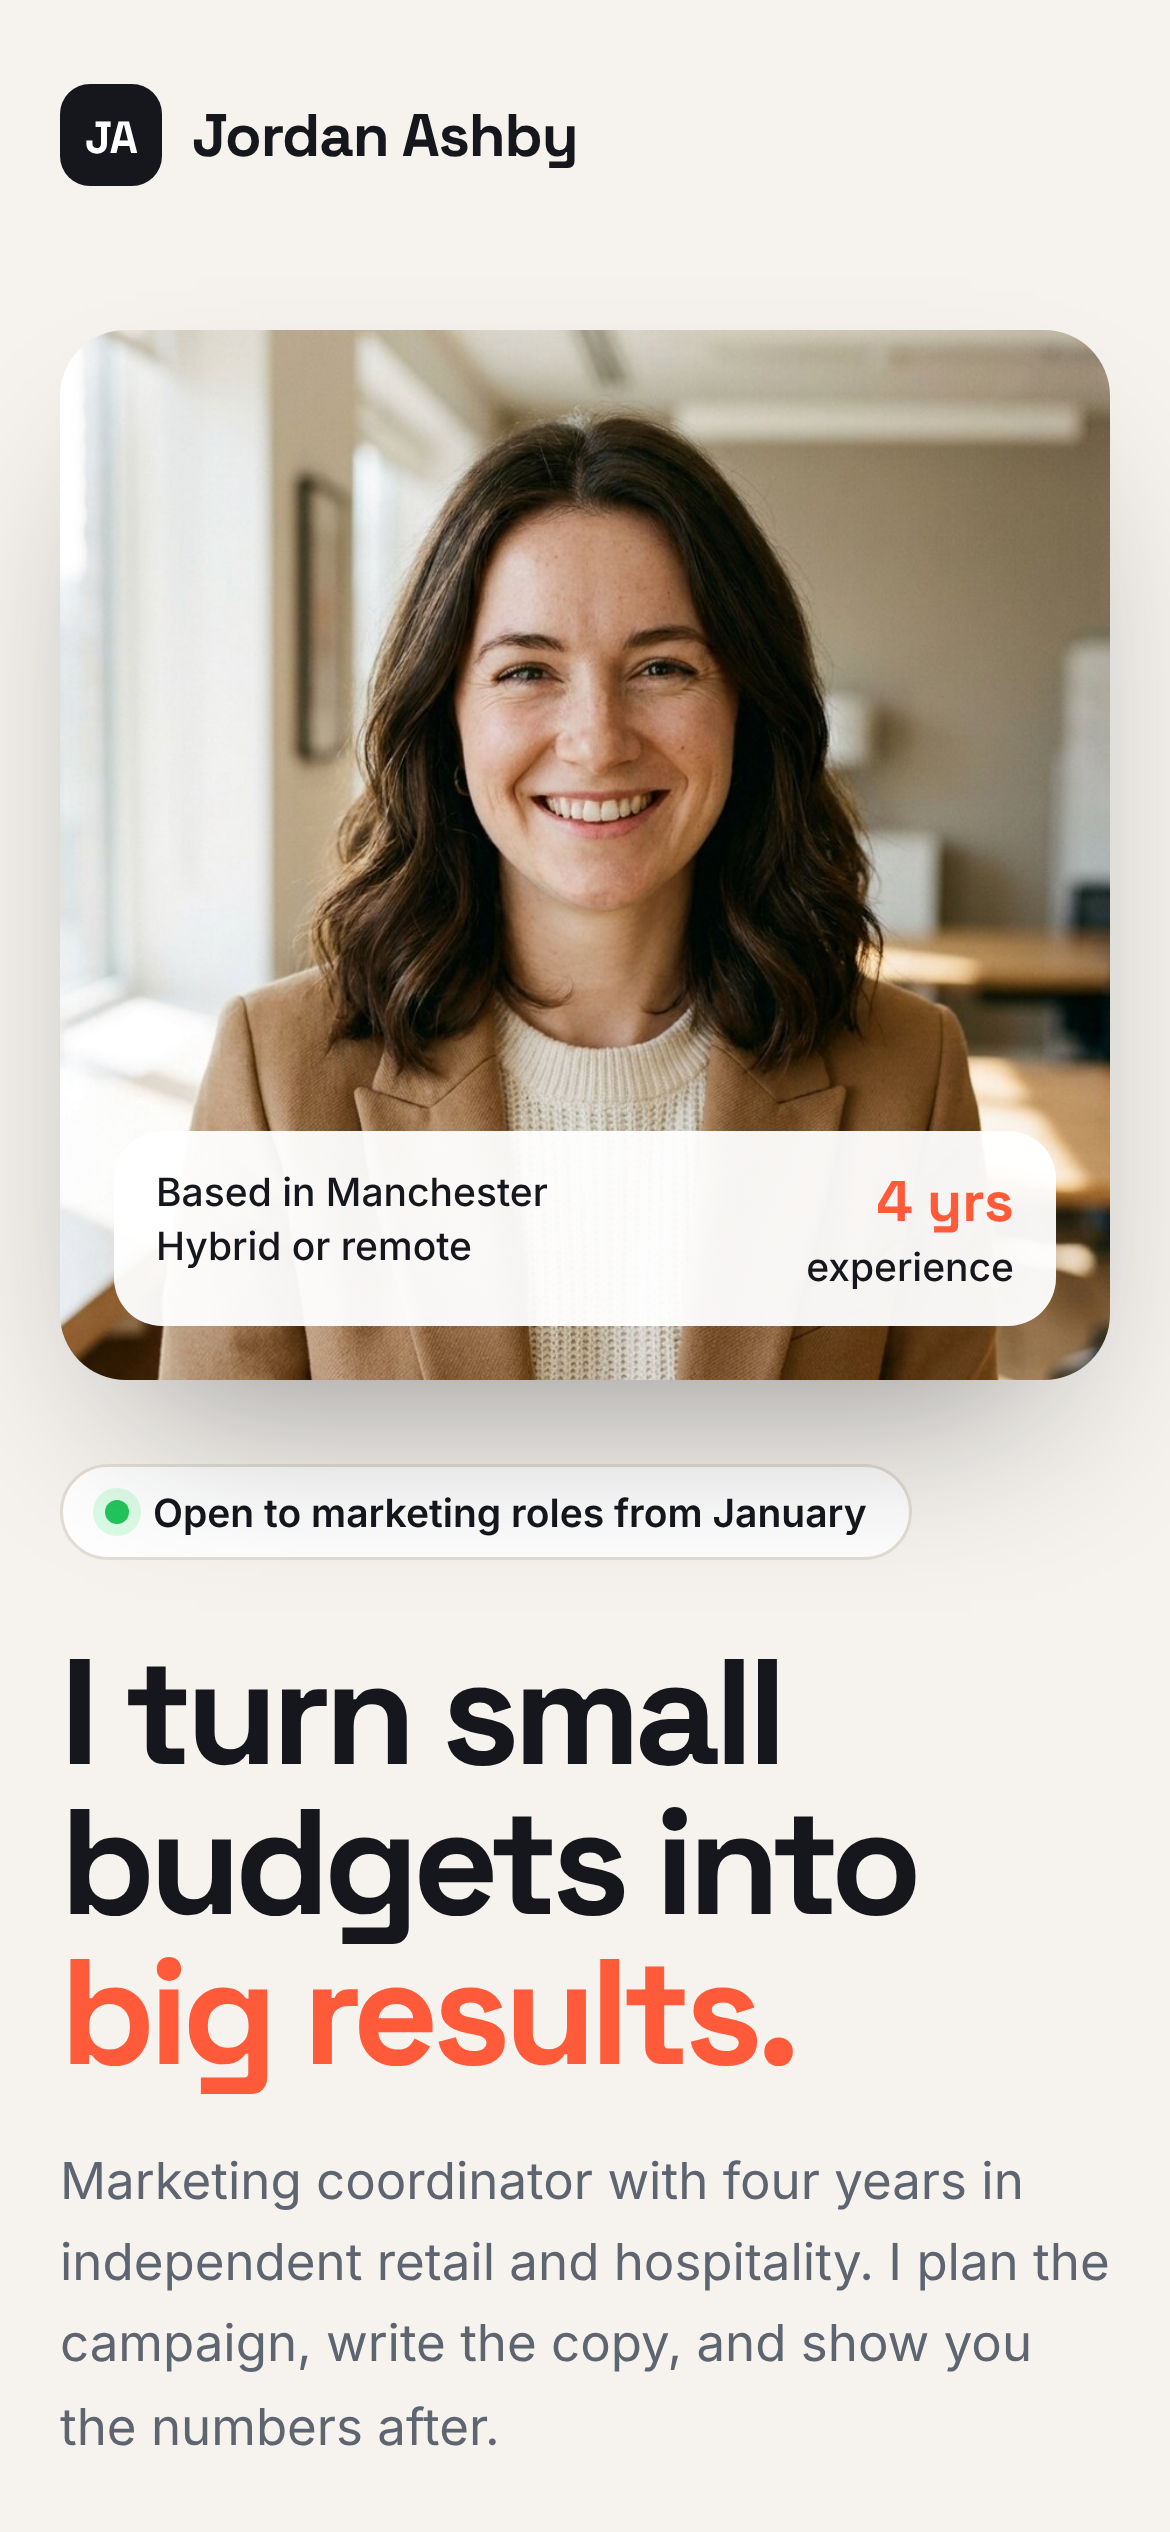 JA
Jordan Ashby
Based in Manchester
Hybrid or remote
4 yrs
experience
Open to marketing roles from January
I turn small
budgets into
big results.
Marketing coordinator with four years in
independent retail and hospitality. I plan the
campaign, write the copy, and show you
the numbers after.